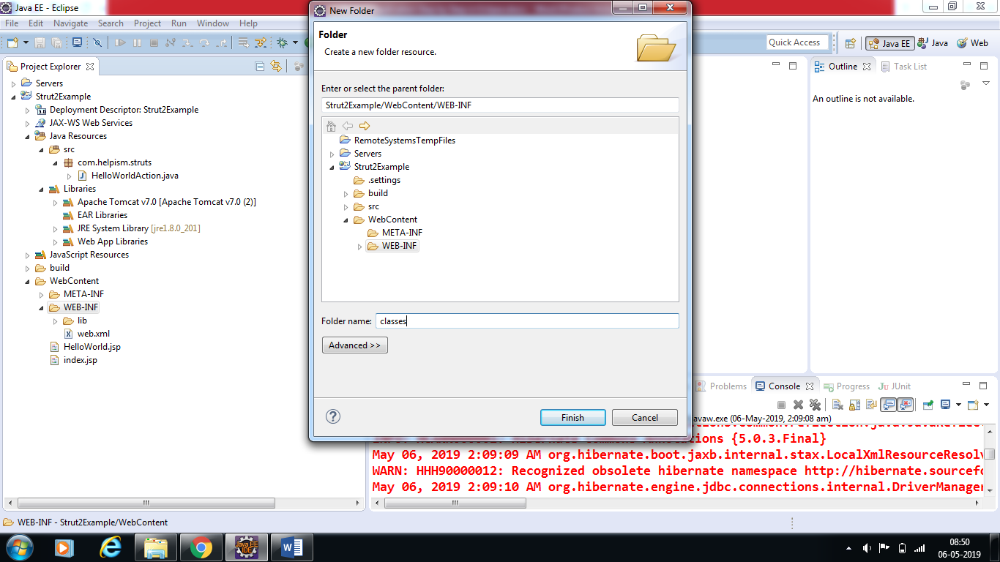 Java EE - Eclipse
File Edit Navigate Search Project Run Window Help
Quick Access
Java EE
Java
Web
Project Explorer
Servers
Strut2Example
3.0 Deployment Descriptor: Strut2Example
JAX-WS Web Services
Java Resources
src
com.helpism.struts
J HelloWorldAction.java
Libraries
Apache Tomcat v7.0 [Apache Tomcat v7.0 (2)]
EAR Libraries
JRE System Library [jre1.8.0_201]
Web App Libraries
JavaScript Resources
build
WebContent
META-INF
WEB-INF
lib
X web.xml
HelloWorld.jsp
index.jsp
New Folder
Folder
Create a new folder resource.
Enter or select the parent folder:
Strut2Example/WebContent/WEB-INF
RemoteSystemsTempFiles
Servers
Strut2Example
.settings
build
src
WebContent
META-INF
WEB-INF
Folder name: classes
Advanced >>
? Finish Cancel
Outline Task List
An outline is not available.
Problems Console Progress Ju JUnit
avaw.exe (06-May-2019, 2:09:08 am)
{5.0.3.Final}
May 06, 2019 2:09:09 AM org.hibernate.boot.jaxb.internal.stax.LocalXmlResourceResolv
WARN: HHH90000012: Recognized obsolete hibernate namespace http://hibernate.sourcefo
May 06, 2019 2:09:10 AM org.hibernate.engine.jdbc.connections.internal.DriverManager
WEB-INF - Strut2Example/WebContent
Java EE
IDE
W
08:50
06-05-2019